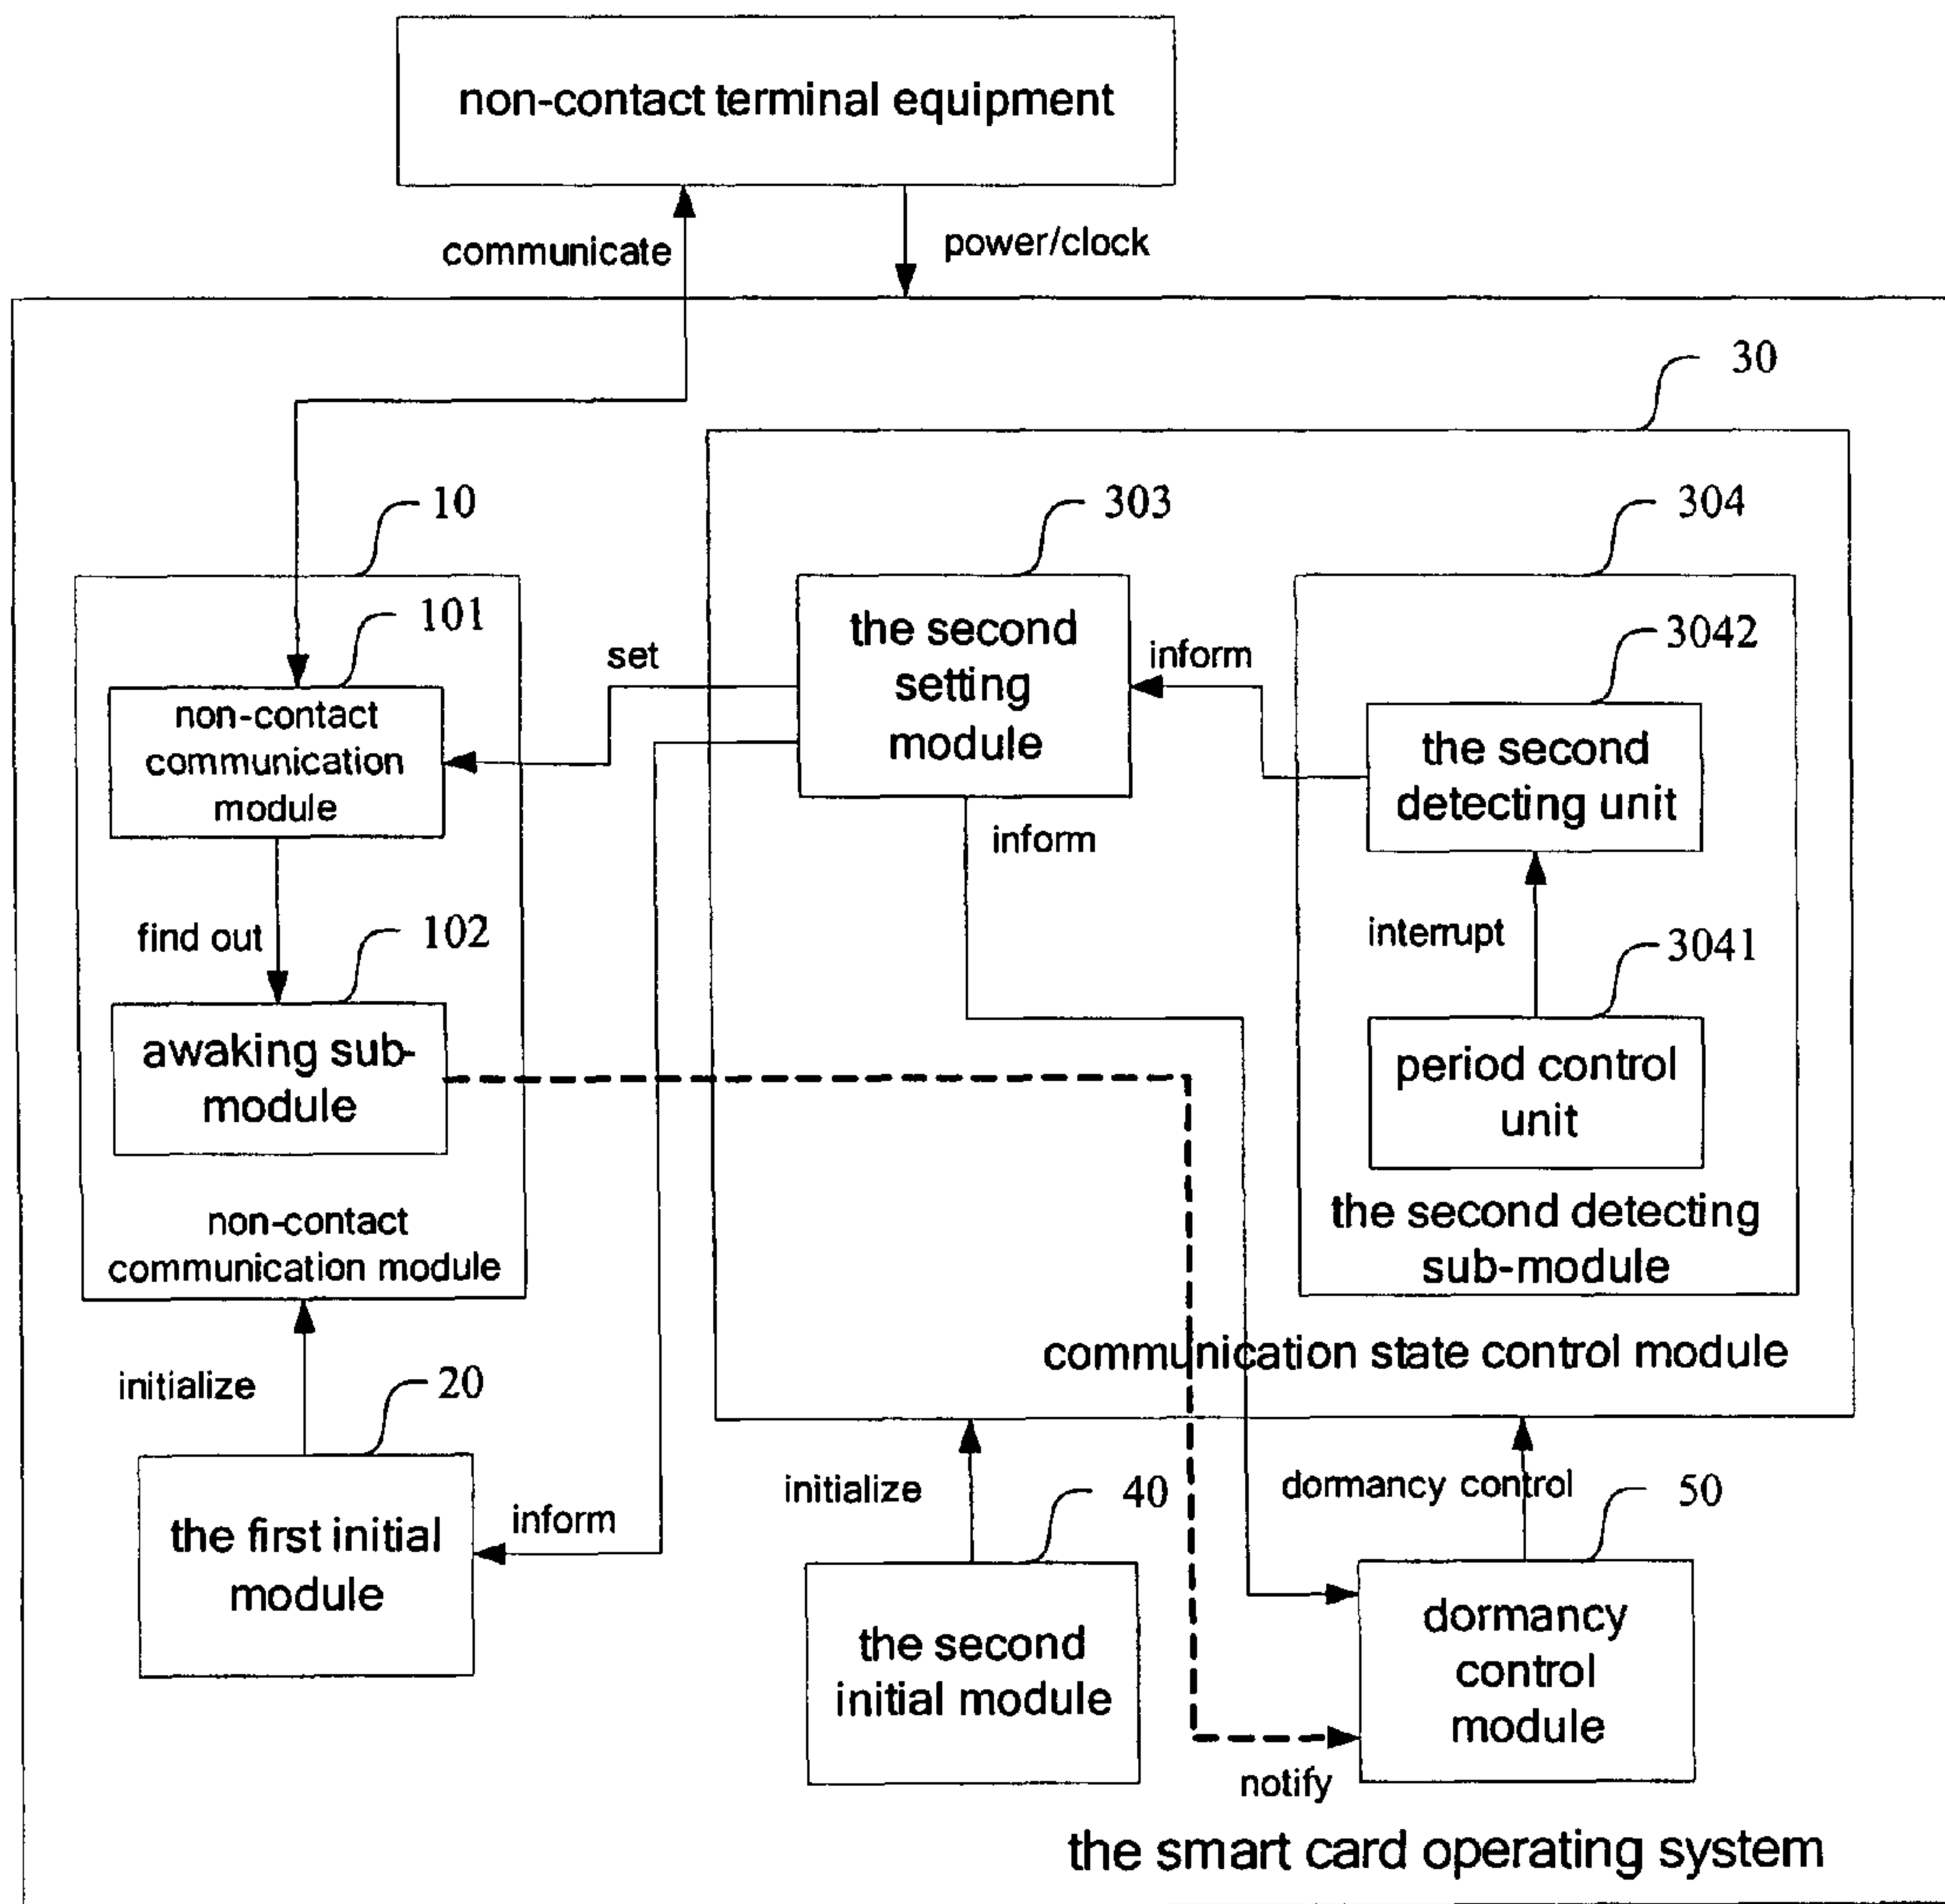 non-contact terminal equipment
communicate
power/clock
30
10
303
304
101
the second
setting
module
3042
set
inform
non-contact
communication
module
the second
detecting unit
inform
find out
102
interrupt
3041
awaking sub-
module
period control
unit
non-contact
communication module
the second detecting
sub-module
communication state control module
initialize
20
initialize
40
dormancy control
50
the first initial
module
inform
the second
initial module
dormancy
control
module
notify
the smart card operating system